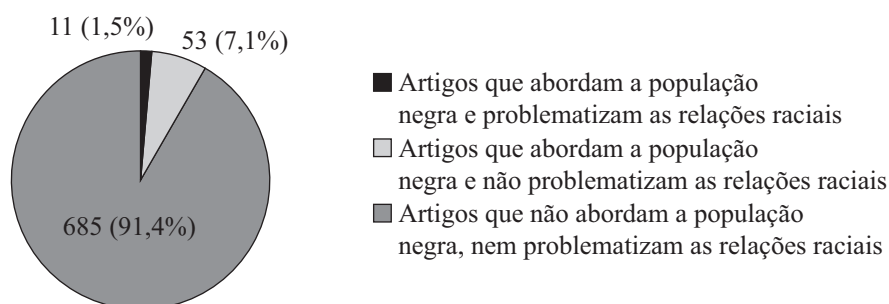 11 (1,5%)
53 (7,1%)
685 (91,4%)
Artigos que abordam a população
negra e problematizam as relações raciais
Artigos que abordam a população
negra e não problematizam as relações raciais
Artigos que não abordam a população
negra, nem problematizam as relações raciais